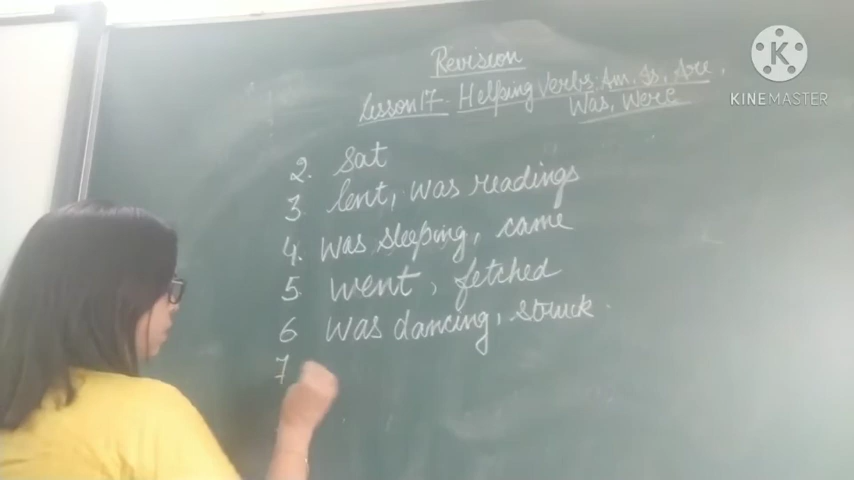 Revision
Lesson 17 - Helping Verbs: Am, Is, Are,
Was, Were
2. sat
3. lent, was readings
4. was sleeping, came
5. went, fetched
6 was dancing, struck.
7
K
KINEMASTER